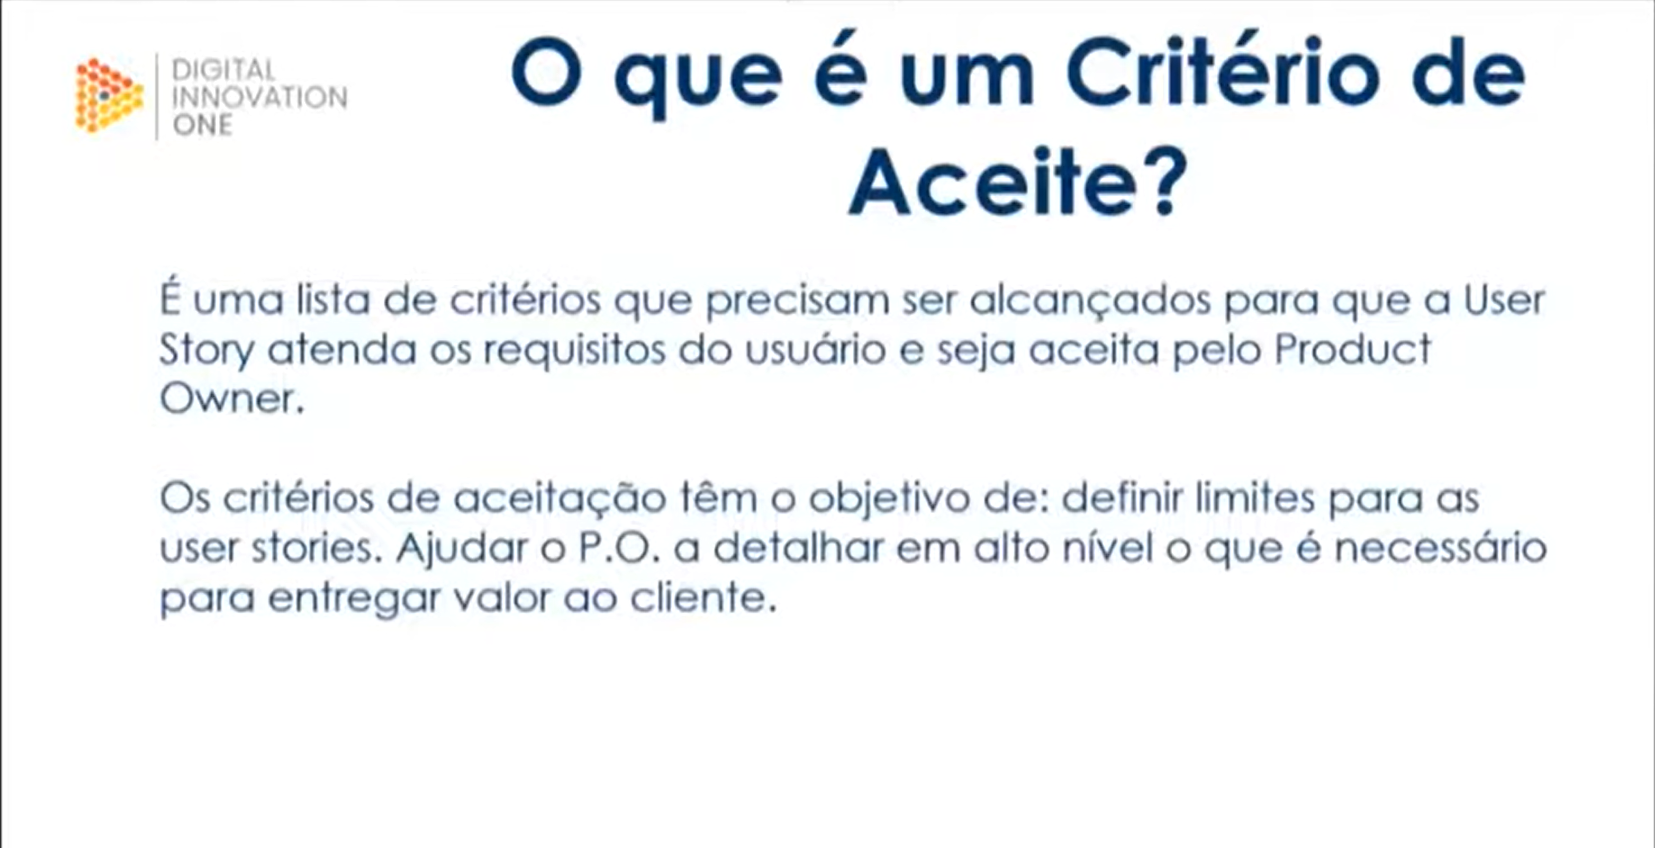 DIGITAL
INNOVATION
ONE
O que é um Critério de
Aceite?
É uma lista de critérios que precisam ser alcançados para que a User
Story atenda os requisitos do usuário e seja aceita pelo Product
Owner.
Os critérios de aceitação têm o objetivo de: definir limites para as
user stories. Ajudar o P.O. a detalhar em alto nível o que é necessário
para entregar valor ao cliente.